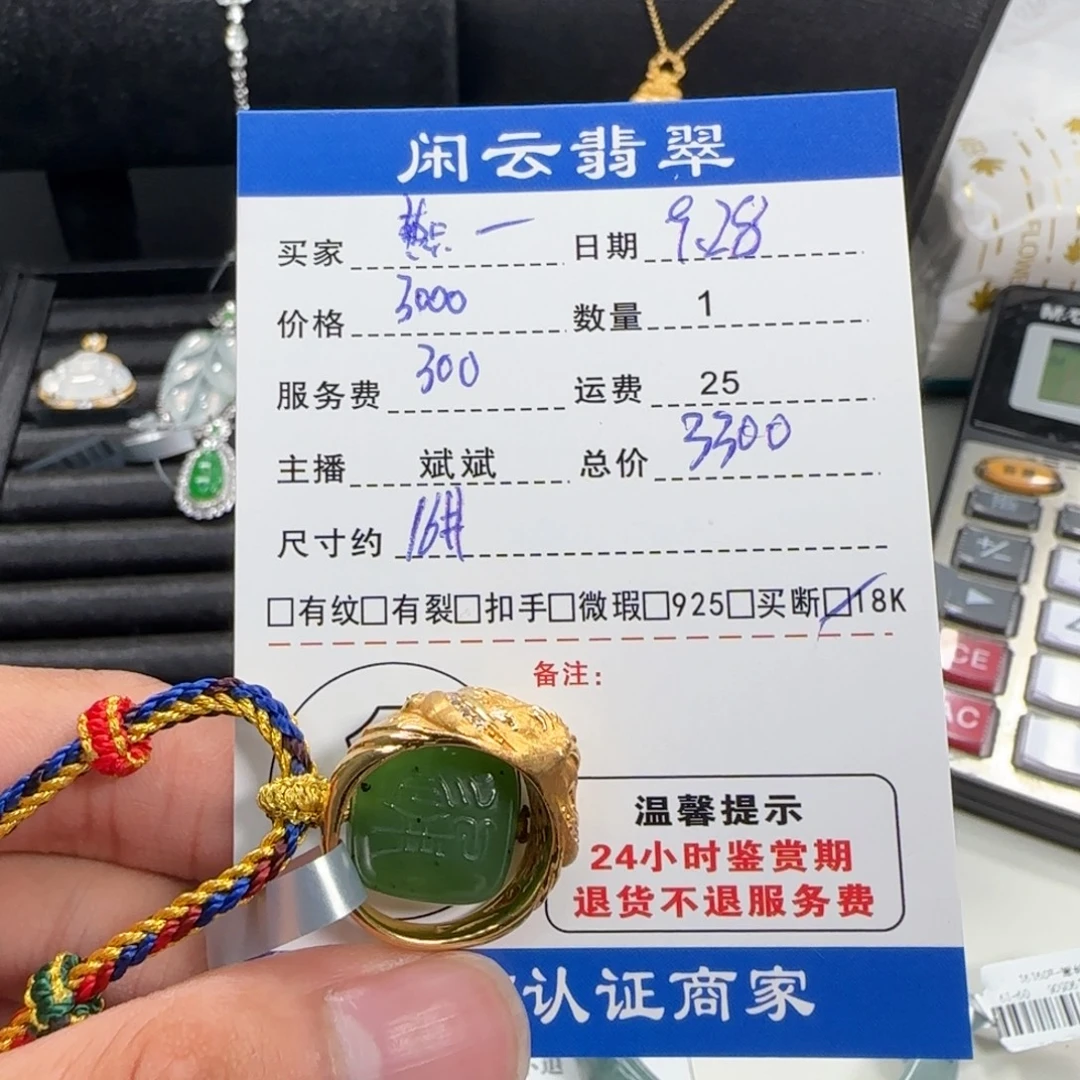 闲云翡翠
买家 一 日期 9.28
价格 3000 数量 1
服务费 300 运费 25
主播 斌斌 总价 3300
尺寸约 16#
□有纹□有裂□扣手□微瑕□925□买断□18K
备注:
温馨提示
24小时鉴赏期
退货不退服务费
认证商家
CE
AC